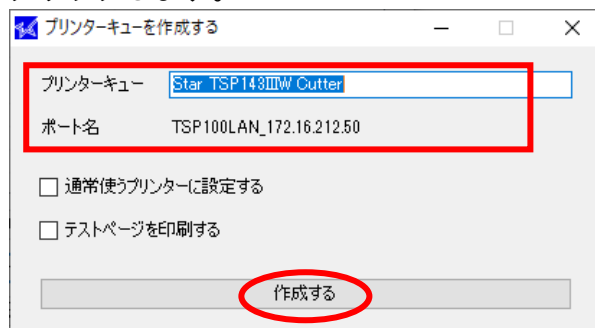 プリンターキューを作成する
プリンターキュー Star TSP143IIIW Cutter
ポート名 TSP100LAN_172.16.212.50
通常使うプリンターに設定する
テストページを印刷する
作成する